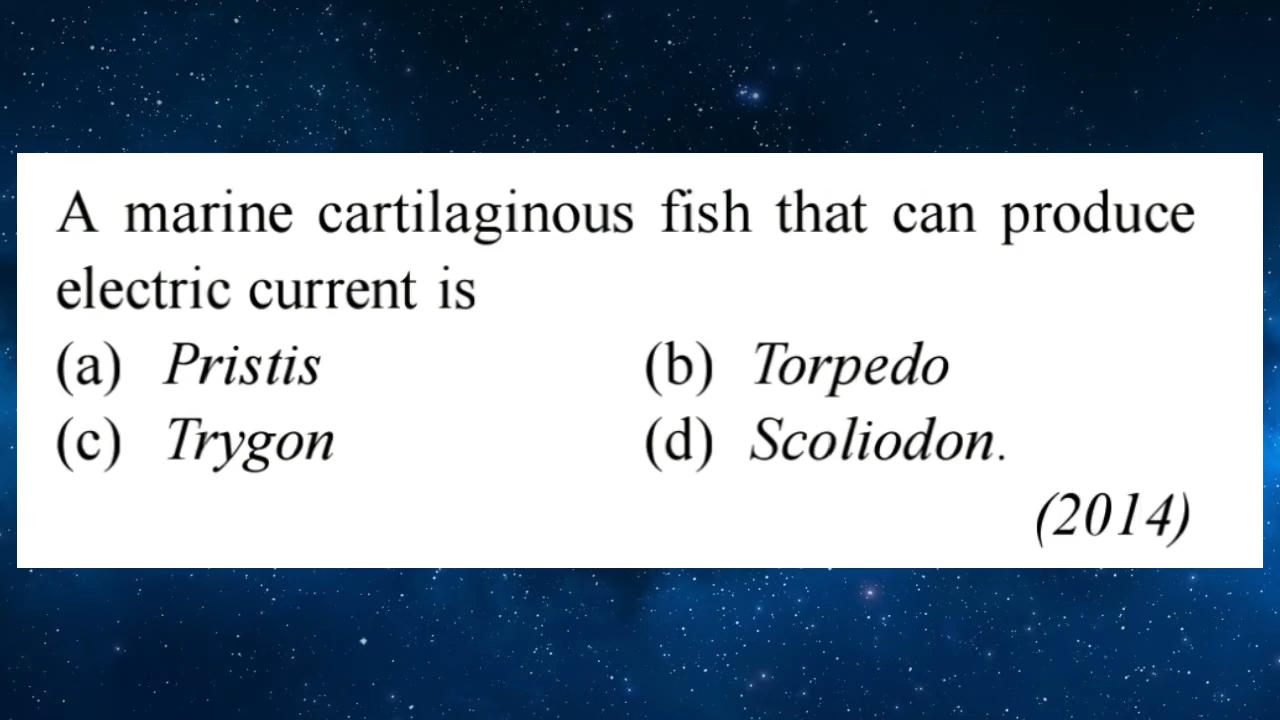 A marine cartilaginous fish that can produce
electric current is
(a) Pristis (b) Torpedo
(c) Trygon (d) Scoliodon.
(2014)